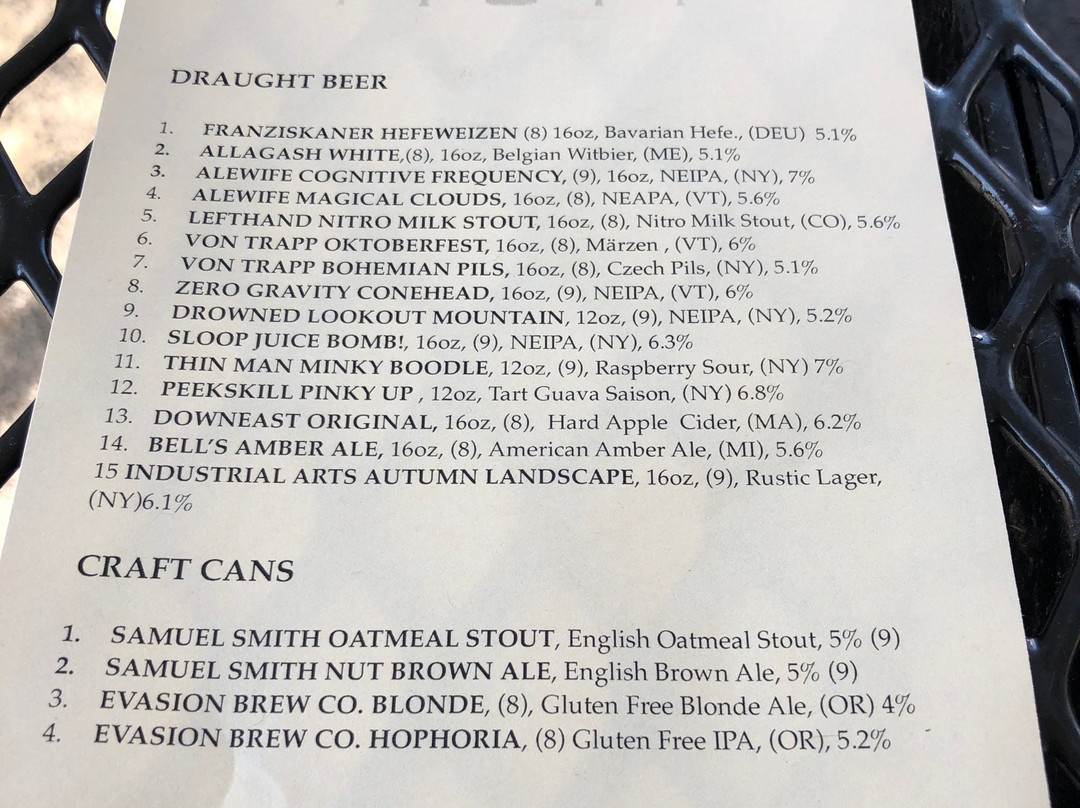 DRAUGHT BEER
1. FRANZISKANER HEFEWEIZEN (8) 16oz, Bavarian Hefe., (DEU) 5.1%
2. ALLAGASH WHITE,(8), 16oz, Belgian Witbier, (ME), 5.1%
3. ALEWIFE COGNITIVE FREQUENCY, (9), 16oz, NEIPA, (NY), 7%
4. ALEWIFE MAGICAL CLOUDS, 16oz, (8), NEAPA, (VT), 5.6%
5. LEFTHAND NITRO MILK STOUT, 16oz, (8), Nitro Milk Stout, (CO), 5.6%
6. VON TRAPP OKTOBERFEST, 16oz, (8), Märzen , (VT), 6%
7. VON TRAPP BOHEMIAN PILS, 16oz, (8), Czech Pils, (NY), 5.1%
8. ZERO GRAVITY CONEHEAD, 16oz, (9), NEIPA, (VT), 6%
9. DROWNED LOOKOUT MOUNTAIN, 12oz, (9), NEIPA, (NY), 5.2%
10. SLOOP JUICE BOMB!, 16oz, (9), NEIPA, (NY), 6.3%
11. THIN MAN MINKY BOODLE, 12oz, (9), Raspberry Sour, (NY) 7%
12. PEEKSKILL PINKY UP , 12oz, Tart Guava Saison, (NY) 6.8%
13. DOWNEAST ORIGINAL, 16oz, (8), Hard Apple Cider, (MA), 6.2%
14. BELL'S AMBER ALE, 16oz, (8), American Amber Ale, (MI), 5.6%
15 INDUSTRIAL ARTS AUTUMN LANDSCAPE, 16oz, (9), Rustic Lager,
(NY)6.1%
CRAFT CANS
1. SAMUEL SMITH OATMEAL STOUT, English Oatmeal Stout, 5% (9)
2. SAMUEL SMITH NUT BROWN ALE, English Brown Ale, 5% (9)
3. EVASION BREW CO. BLONDE, (8), Gluten Free Blonde Ale, (OR) 4%
4. EVASION BREW CO. HOPHORIA, (8) Gluten Free IPA, (OR), 5.2%